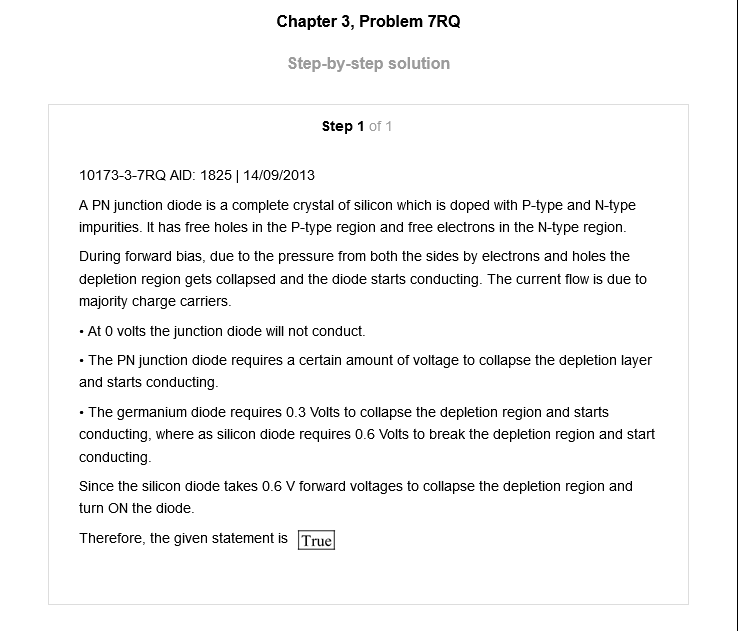 Chapter 3, Problem 7RQ
Step-by-step solution
Step 1 of 1
10173-3-7RQ AID: 1825 | 14/09/2013
A PN junction diode is a complete crystal of silicon which is doped with P-type and N-type
impurities. It has free holes in the P-type region and free electrons in the N-type region.
During forward bias, due to the pressure from both the sides by electrons and holes the
depletion region gets collapsed and the diode starts conducting. The current flow is due to
majority charge carriers.
• At 0 volts the junction diode will not conduct.
• The PN junction diode requires a certain amount of voltage to collapse the depletion layer
and starts conducting.
• The germanium diode requires 0.3 Volts to collapse the depletion region and starts
conducting, where as silicon diode requires 0.6 Volts to break the depletion region and start
conducting.
Since the silicon diode takes 0.6 V forward voltages to collapse the depletion region and
turn ON the diode.
Therefore, the given statement is True